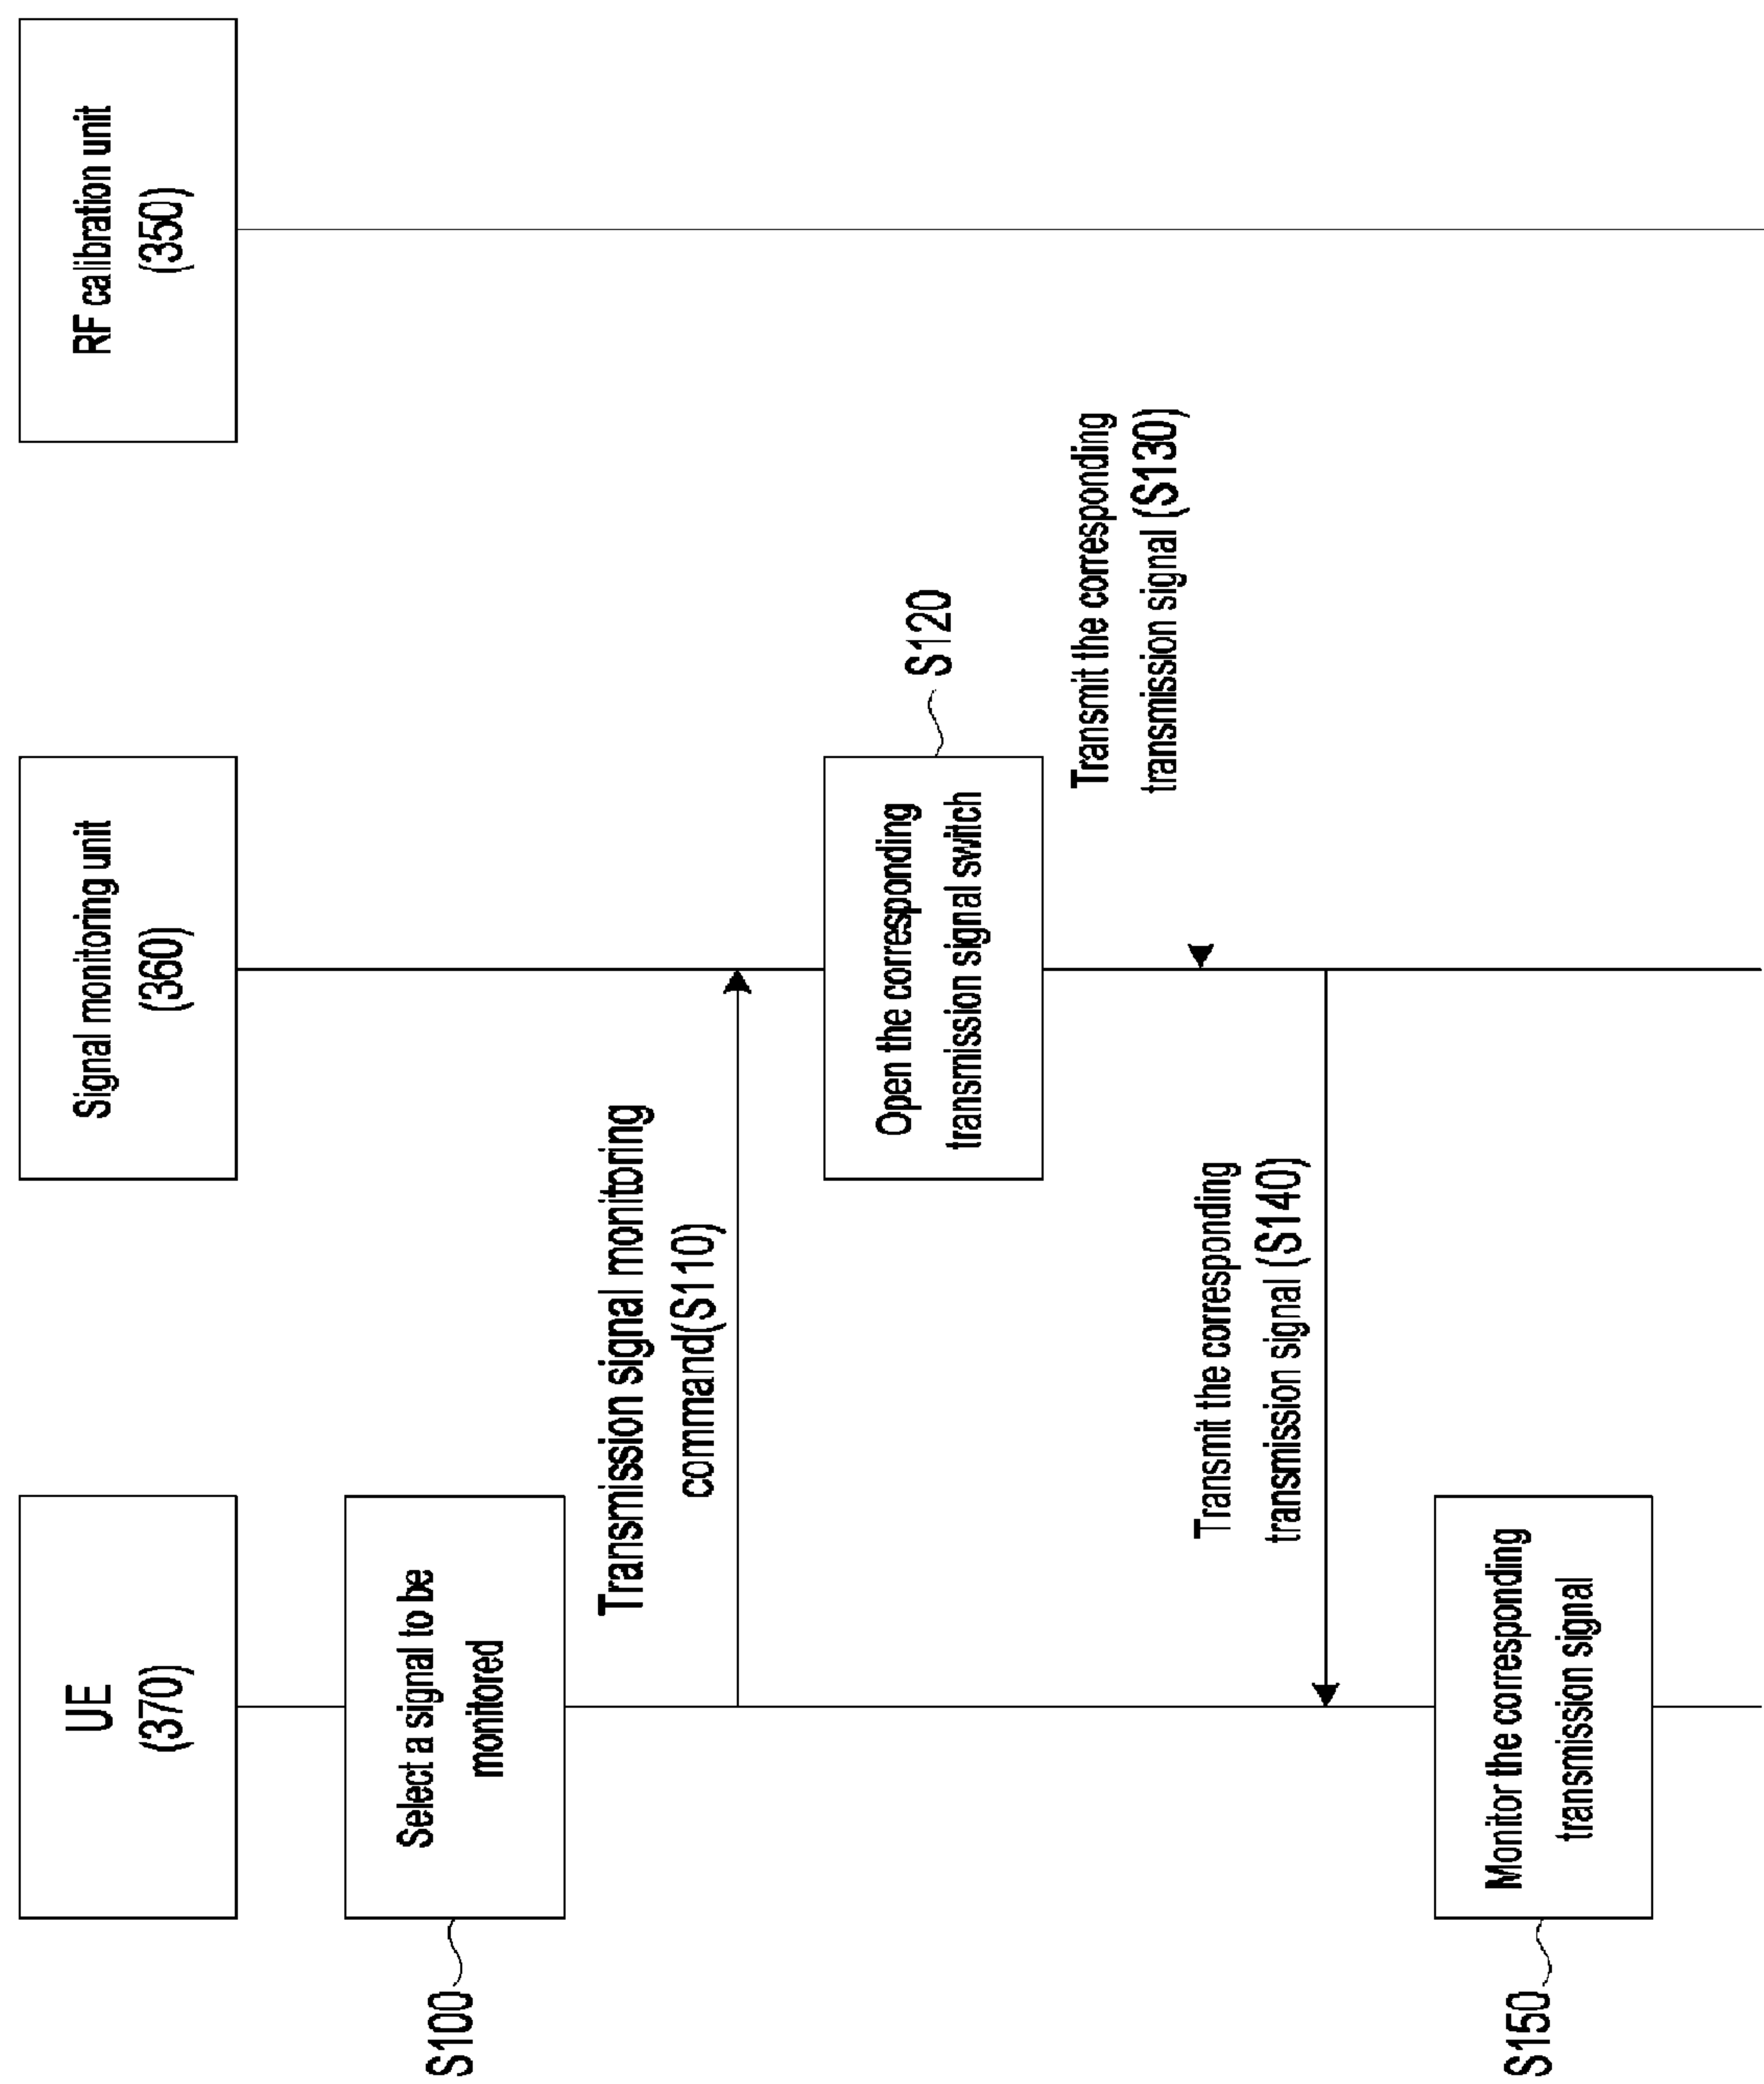 UE
(370)
Signal monitoring unit
(360)
RF calibration unit
(350)
S100
Select a signal to be
monitored
Transmission signal monitoring
command(S110)
Open the corresponding
transmission signal switch
S120
Transmit the corresponding
transmission signal (S130)
Transmit the corresponding
transmission signal (S140)
S150
Monitor the corresponding
transmission signal